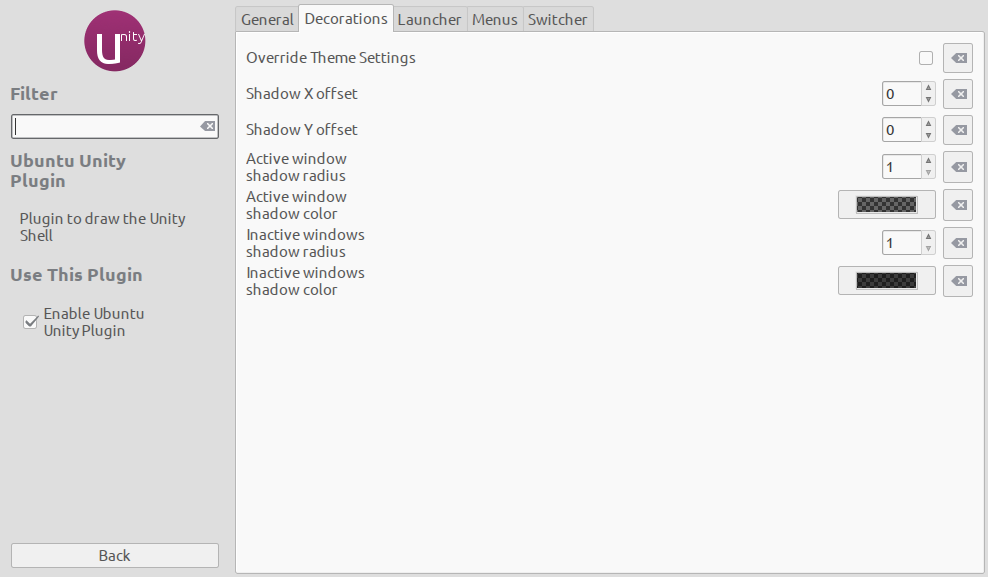 Unity
Filter
Ubuntu Unity
Plugin
Plugin to draw the Unity
Shell
Use This Plugin
Enable Ubuntu
Unity Plugin
Back
General Decorations Launcher Menus Switcher
Override Theme Settings
Shadow X offset 0
Shadow Y offset 0
Active window
shadow radius 1
Active window
shadow color
Inactive windows
shadow radius 1
Inactive windows
shadow color